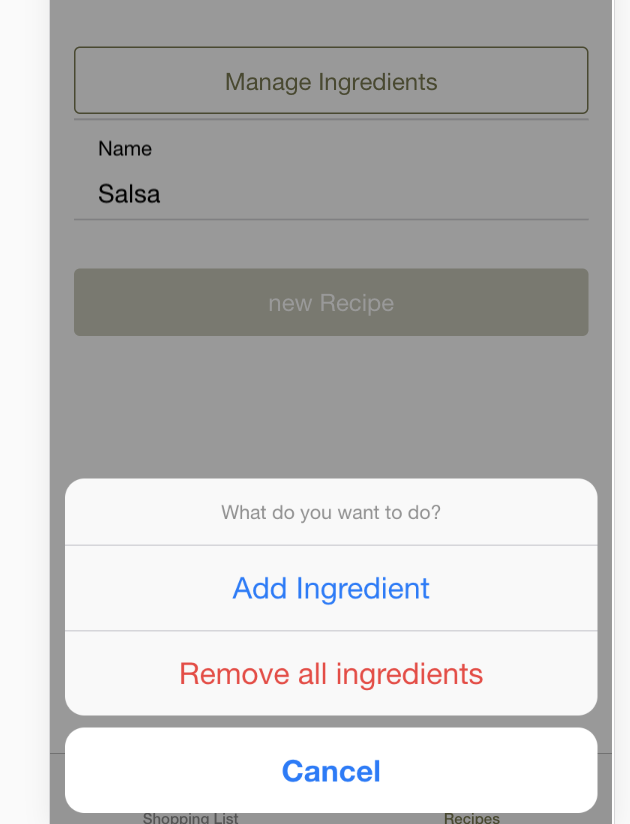 Manage Ingredients
Name
Salsa
new Recipe
What do you want to do?
Add Ingredient
Remove all ingredients
Cancel
Shopping List
Recipes